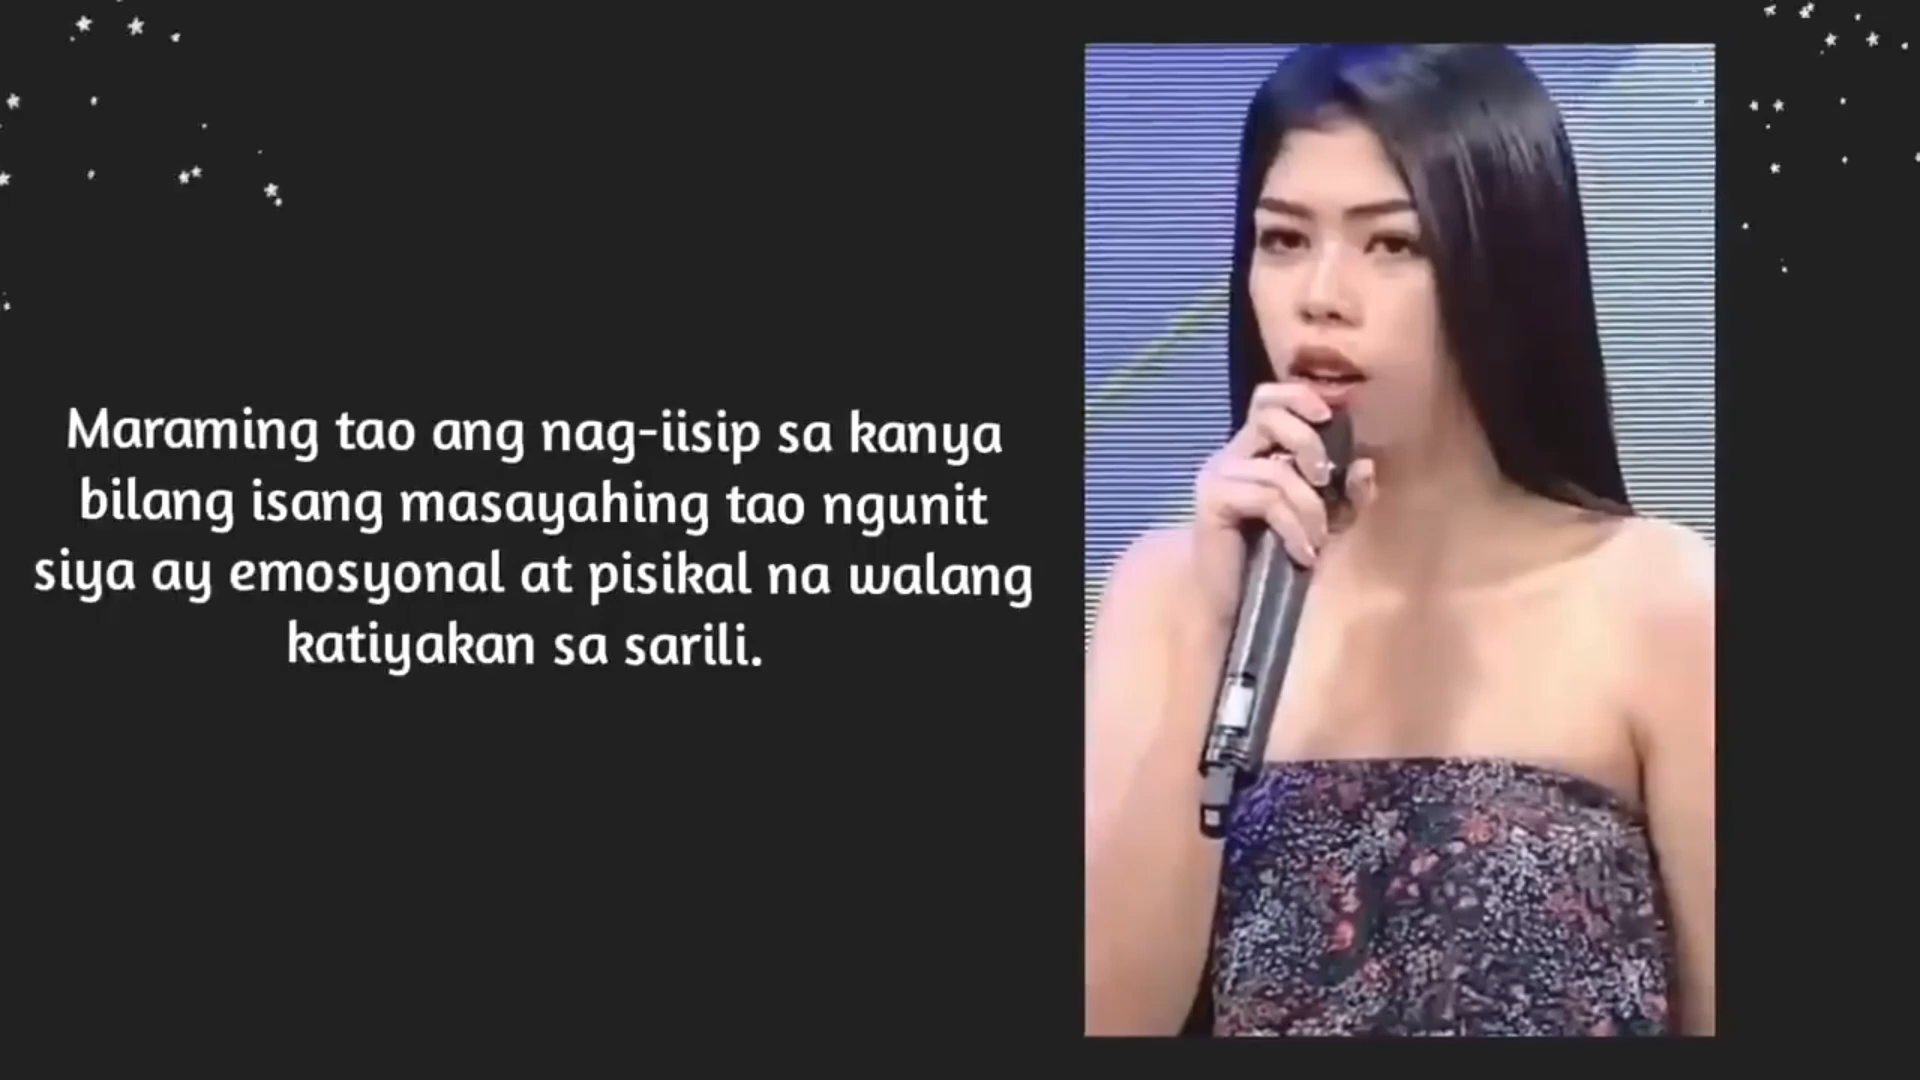 Maraming tao ang nag-iisip sa kanya
bilang isang masayahing tao ngunit
siya ay emosyonal at pisikal na walang
katiyakan sa sarili.